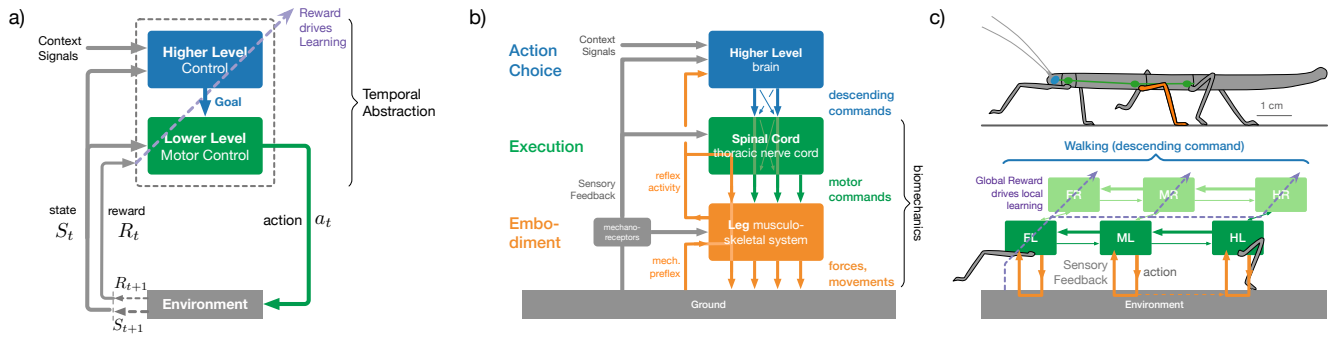 a)
Context
Signals
Higher Level
Control
Goal
Lower Level
Motor Control
Reward
drives
Learning
Temporal
Abstraction
state
S_t
reward
R_t
action
a_t
R_{t+1}
S_{t+1}
Environment
b)
Action
Choice
Execution
Embo-
diment
Context
Signals
Sensory
Feedback
mechano-
receptors
Higher Level
brain
descending
commands
Spinal Cord
thoracic nerve cord
reflex
activity
motor
commands
Leg musculo-
skeletal system
mech.
preflex
forces,
movements
biomechanics
Ground
c)
1 cm
Walking (descending command)
Global Reward
drives local
learning
FR
MR
HR
FL
ML
HL
Sensory
Feedback
action
Environment